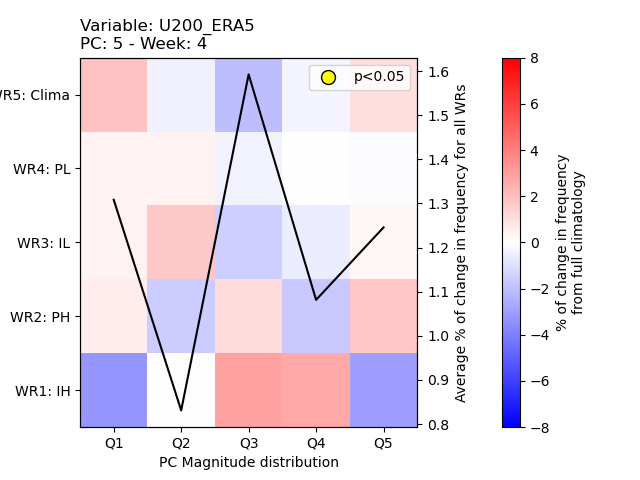 Variable: U200_ERA5
PC: 5 - Week: 4
p<0.05
WR5: Clima
WR4: PL
WR3: IL
WR2: PH
WR1: IH
Q1 Q2 Q3 Q4 Q5
PC Magnitude distribution
1.6
1.5
1.4
1.3
1.2
1.1
1.0
0.9
0.8
Average % of change in frequency for all WRs
8
6
4
2
0
−2
−4
−6
−8
% of change in frequency
from full climatology